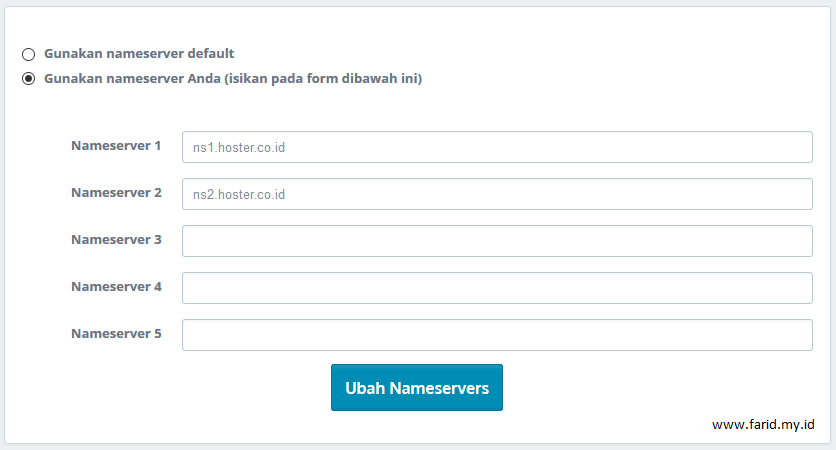 Gunakan nameserver default
Gunakan nameserver Anda (isikan pada form dibawah ini)
Nameserver 1 ns1.hoster.co.id
Nameserver 2 ns2.hoster.co.id
Nameserver 3
Nameserver 4
Nameserver 5
Ubah Nameservers
www.farid.my.id